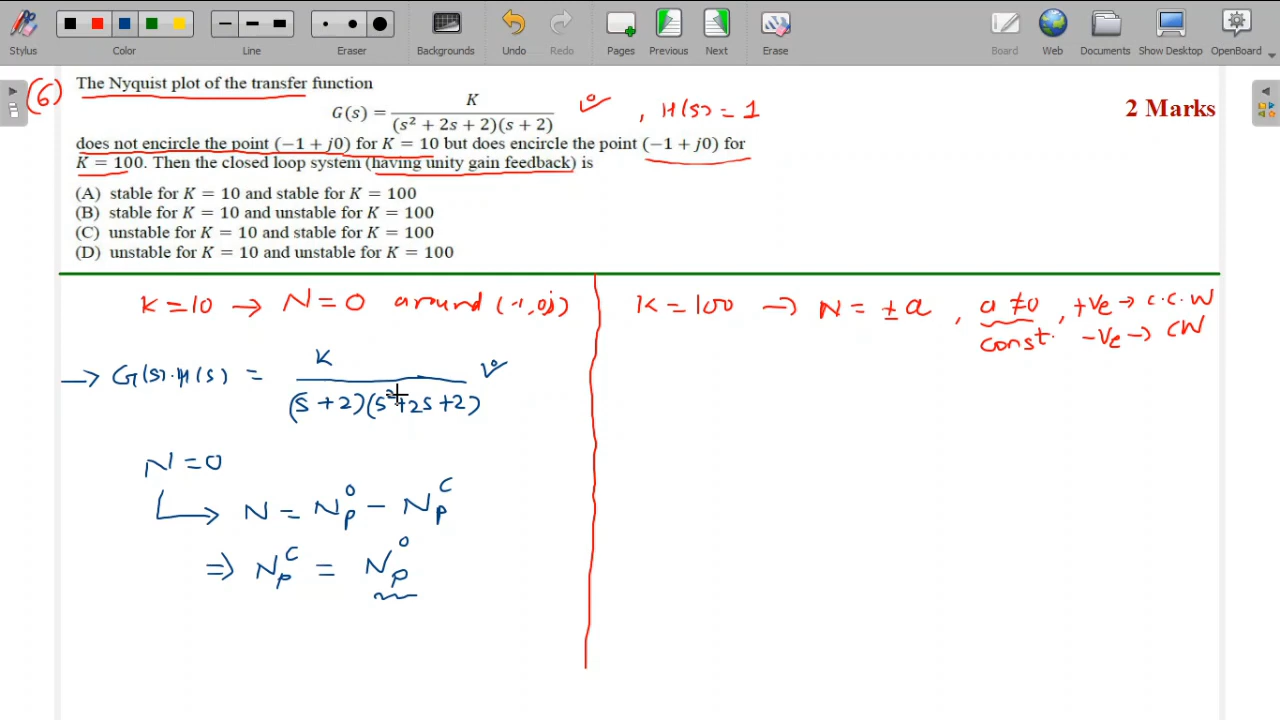 Stylus Color Line Eraser Backgrounds Undo Redo Pages Previous Next Erase Board Web Documents Show Desktop OpenBoard
(6) The Nyquist plot of the transfer function
G(s) = K / (s² + 2s + 2)(s + 2) , H(s) = 1
2 Marks
does not encircle the point (−1 + j0) for K = 10 but does encircle the point (−1 + j0) for
K = 100. Then the closed loop system (having unity gain feedback) is
(A) stable for K = 10 and stable for K = 100
(B) stable for K = 10 and unstable for K = 100
(C) unstable for K = 10 and stable for K = 100
(D) unstable for K = 10 and unstable for K = 100
K = 10 → N = 0 around (-1, 0j)
→ G(s)·H(s) = K / (s + 2)(s² + 2s + 2)
N = 0
→ N = N_p^0 − N_p^C
⇒ N_p^C = N_p^0
K = 100 → N = ± a , a ≠ 0 , +ve → C.C.W
const. −ve → CW